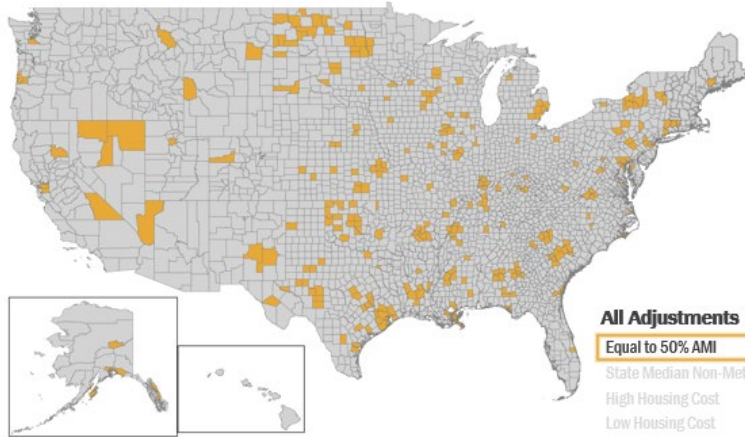 All Adjustments
Equal to 50% AMI
State Median Non-Met
High Housing Cost
Low Housing Cost